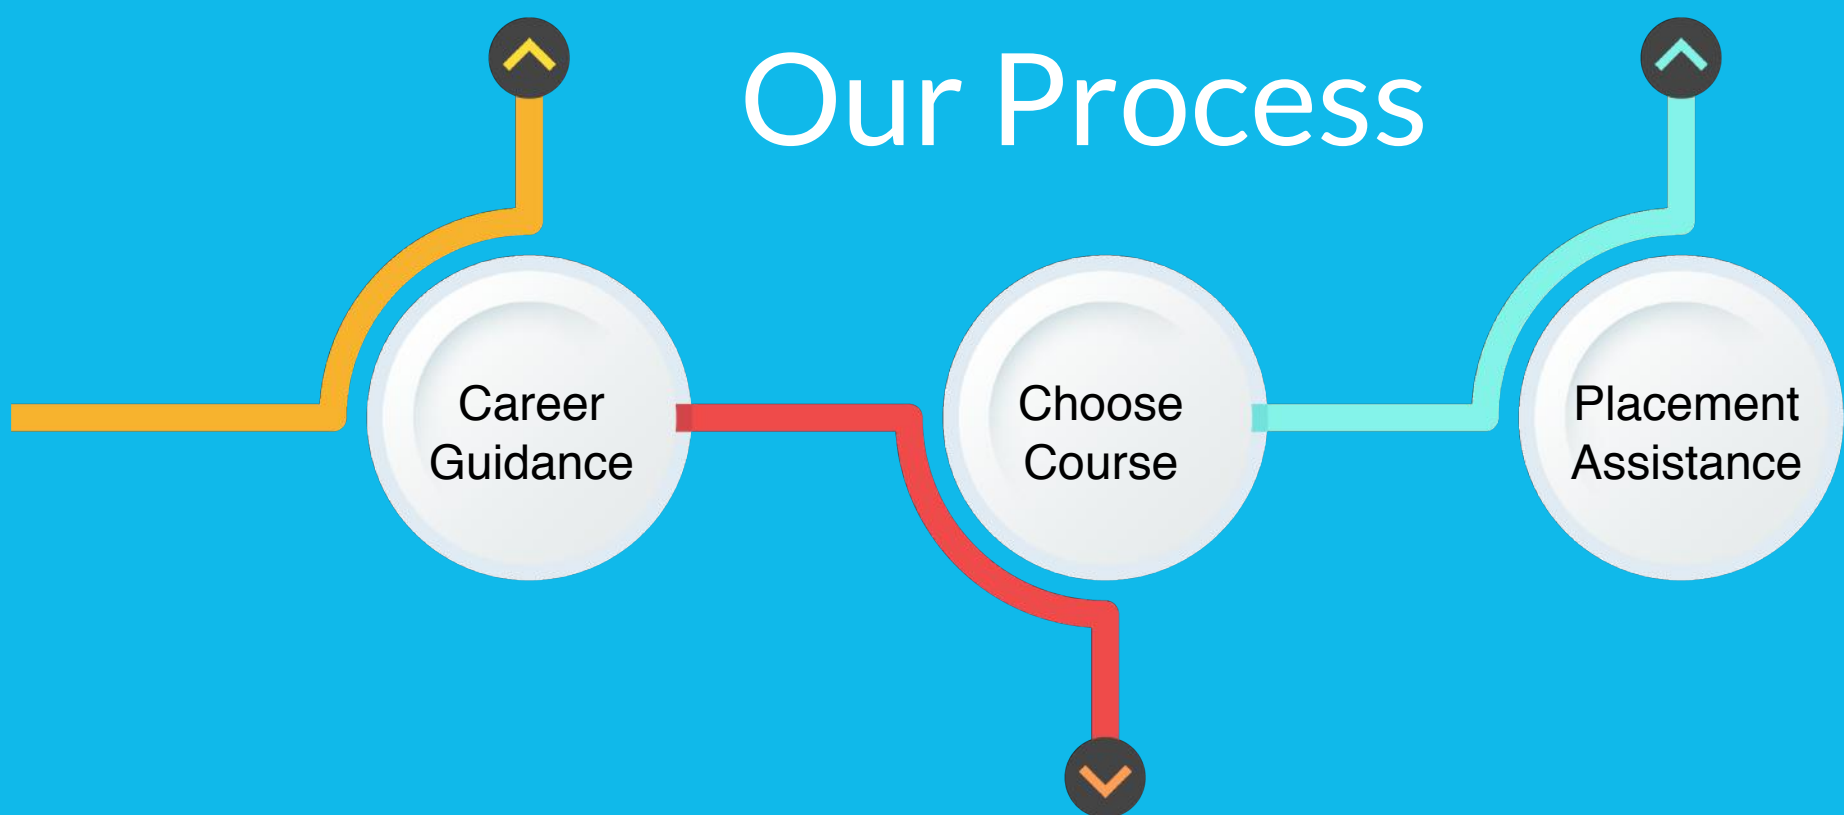 Our Process
Career
Guidance
Choose
Course
Placement
Assistance